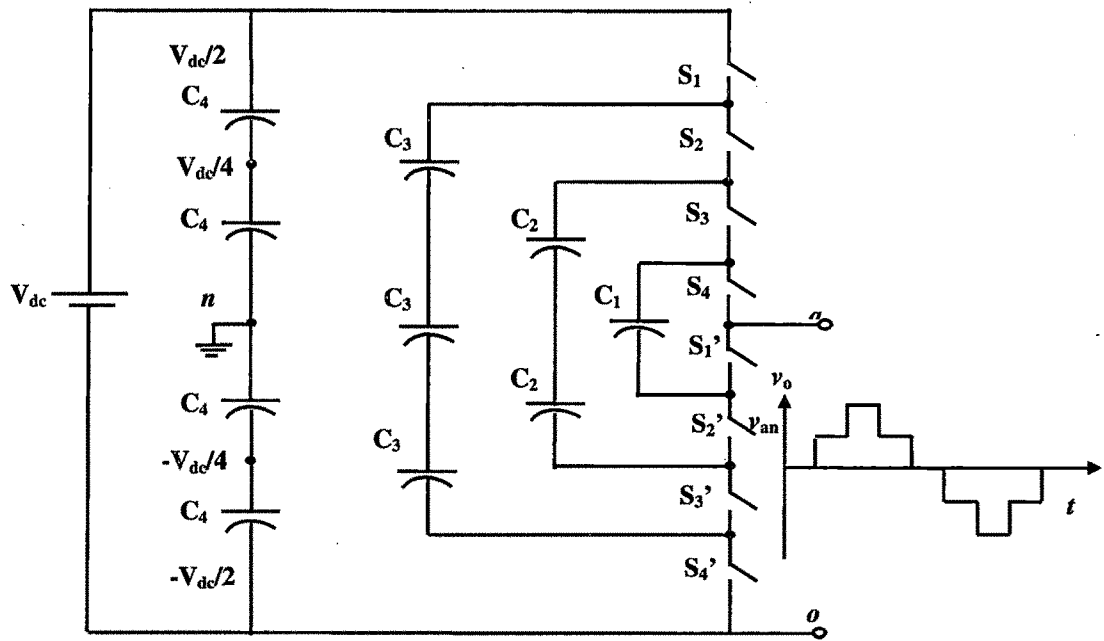 V_dc/2
C_4
V_dc/4
C_4
V_dc
n
C_4
-V_dc/4
C_4
-V_dc/2
C_3
C_3
C_3
C_2
C_2
C_1
S_1
S_2
S_3
S_4
S_1'
S_2'
S_3'
S_4'
o
v_o
v_an
t